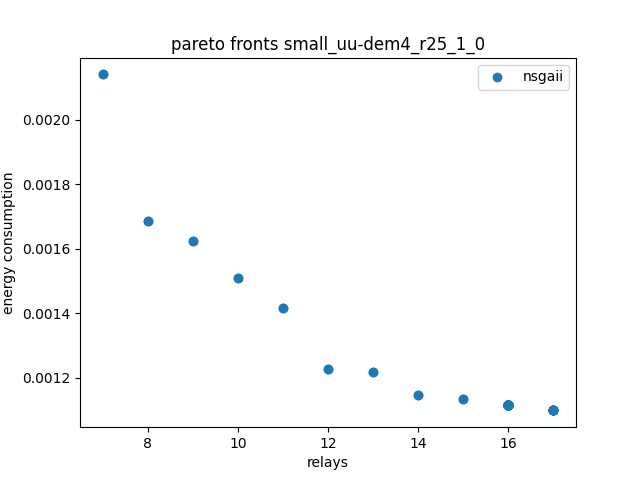 pareto fronts small_uu-dem4_r25_1_0
nsgaii
0.0020
0.0018
0.0016
0.0014
0.0012
energy consumption
8 10 12 14 16
relays